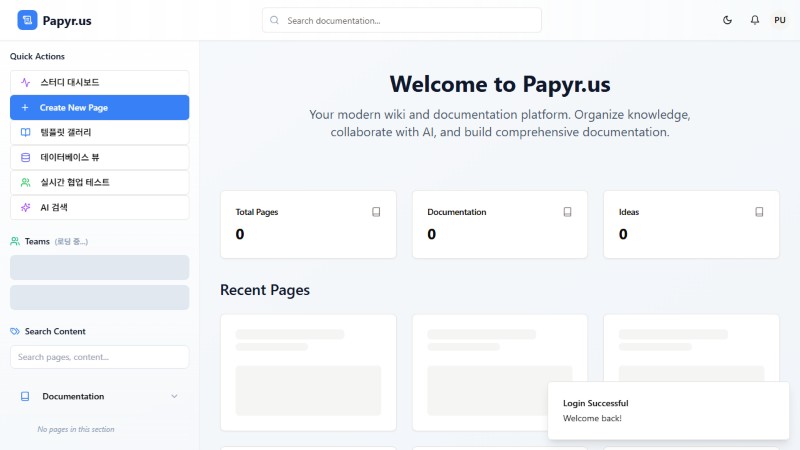 Papyr.us
Search documentation...
PU
Quick Actions
스터디 대시보드
Create New Page
템플릿 갤러리
데이터베이스 뷰
실시간 협업 테스트
AI 검색
Teams (로딩 중...)
Search Content
Search pages, content...
Documentation
No pages in this section
Welcome to Papyr.us
Your modern wiki and documentation platform. Organize knowledge,
collaborate with AI, and build comprehensive documentation.
Total Pages
0
Documentation
0
Ideas
0
Recent Pages
Login Successful
Welcome back!